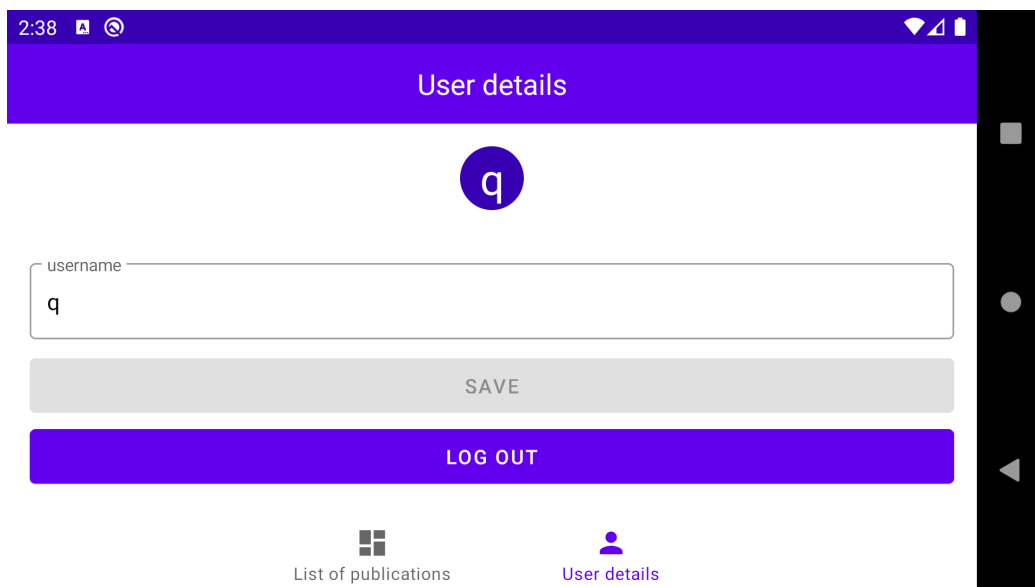 2:38
User details
q
username
q
SAVE
LOG OUT
List of publications
User details